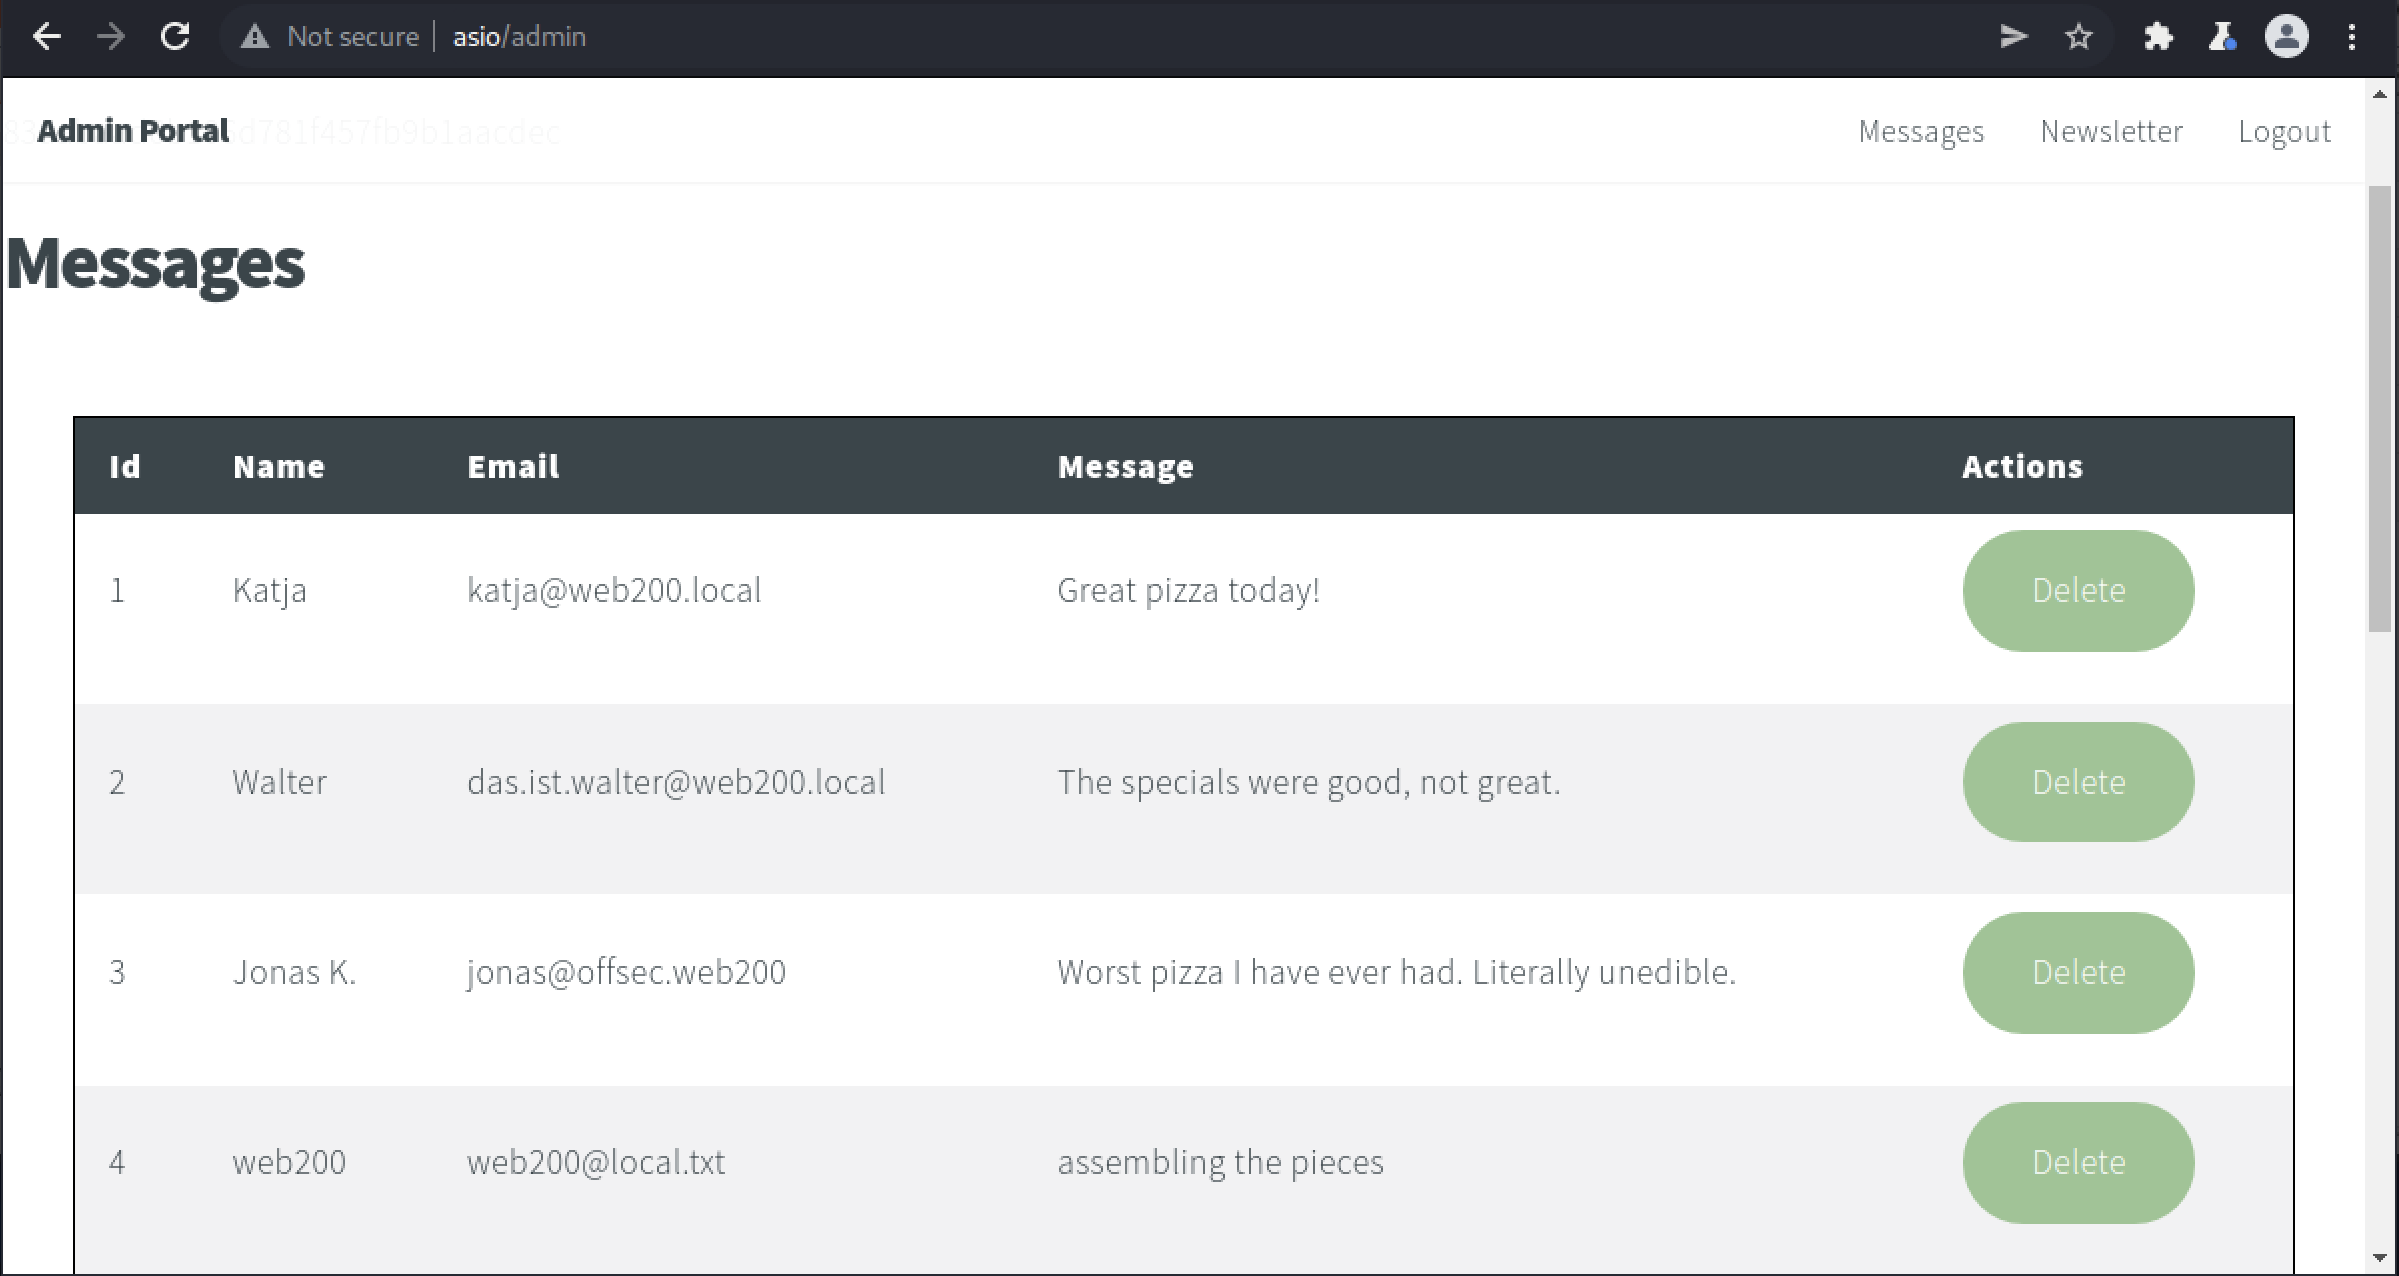 Not secure asio/admin
Admin Portal d781f457fb9b1aacdec Messages Newsletter Logout
Messages
Id Name Email Message Actions
1 Katja katja@web200.local Great pizza today! Delete
2 Walter das.ist.walter@web200.local The specials were good, not great. Delete
3 Jonas K. jonas@offsec.web200 Worst pizza I have ever had. Literally unedible. Delete
4 web200 web200@local.txt assembling the pieces Delete